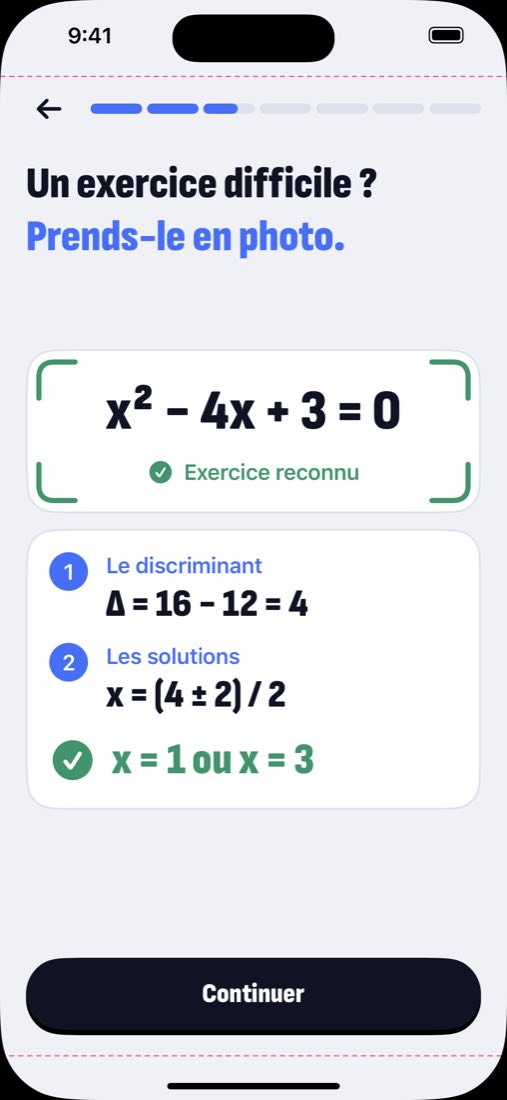 9:41
Un exercice difficile ?
Prends-le en photo.
x² − 4x + 3 = 0
Exercice reconnu
1 Le discriminant
Δ = 16 − 12 = 4
2 Les solutions
x = (4 ± 2) / 2
x = 1 ou x = 3
Continuer